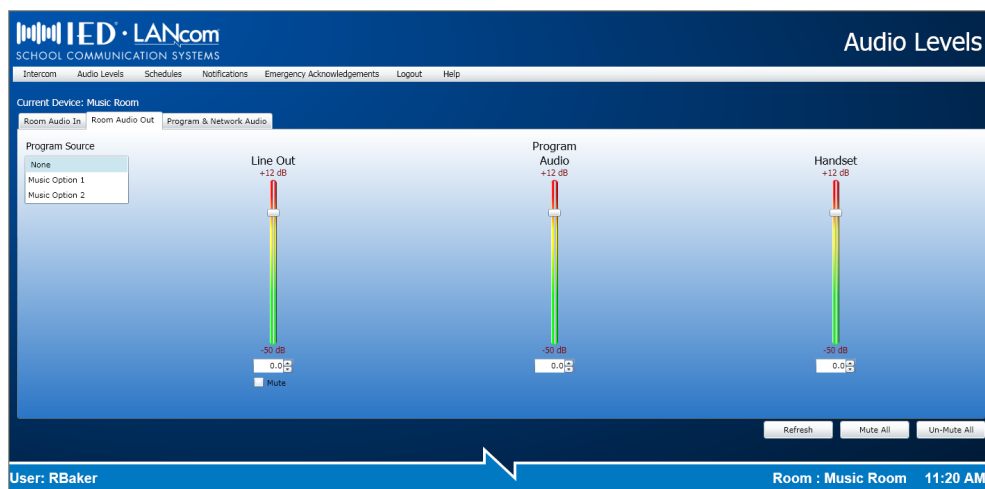 IED · LANcom
SCHOOL COMMUNICATION SYSTEMS
Audio Levels
Intercom Audio Levels Schedules Notifications Emergency Acknowledgements Logout Help
Current Device: Music Room
Room Audio In Room Audio Out Program & Network Audio
Program Source
None
Music Option 1
Music Option 2
Line Out
+12 dB
-50 dB
0.0
Mute
Program
Audio
+12 dB
-50 dB
0.0
Handset
+12 dB
-50 dB
0.0
Refresh Mute All Un-Mute All
User: RBaker
Room : Music Room 11:20 AM